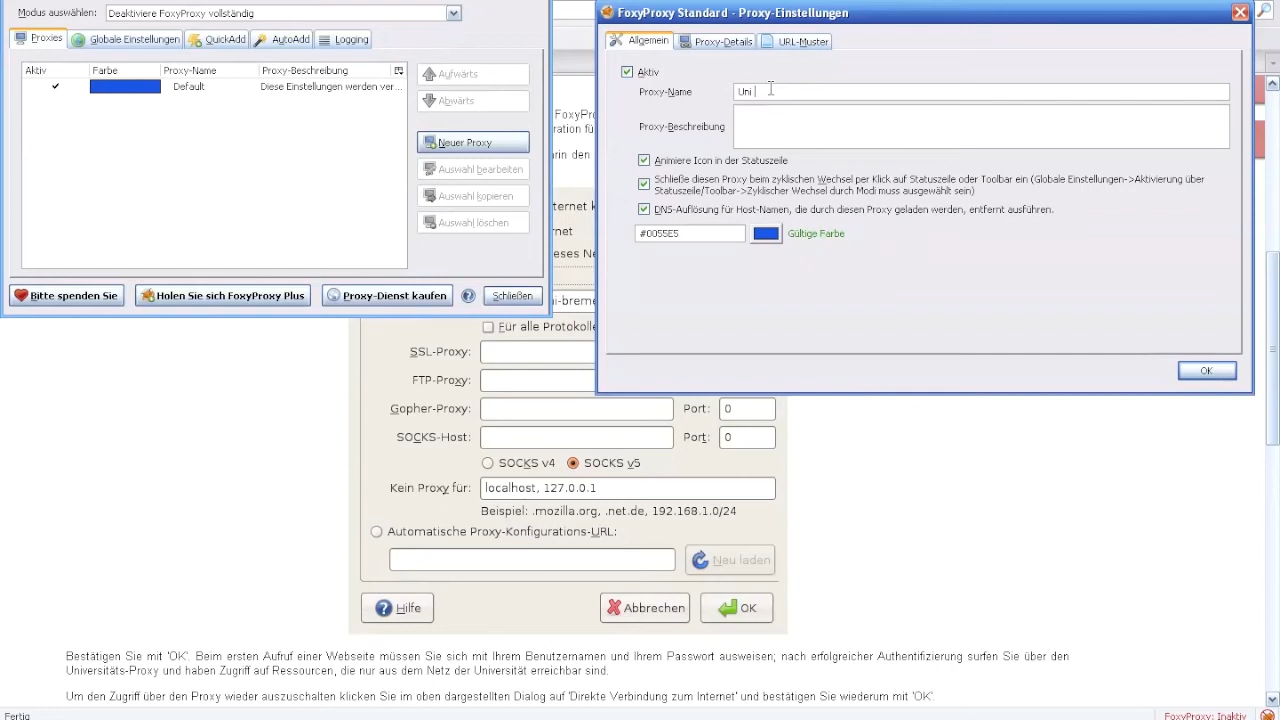 Modus auswählen: Deaktiviere FoxyProxy vollständig
Proxies Globale Einstellungen QuickAdd AutoAdd Logging
Aktiv Farbe Proxy-Name Proxy-Beschreibung
Default Diese Einstellungen werden ver...
Aufwärts
Abwärts
Neuer Proxy
Auswahl bearbeiten
Auswahl kopieren
Auswahl löschen
Bitte spenden Sie Holen Sie sich FoxyProxy Plus Proxy-Dienst kaufen Schließen
FoxyProxy Standard - Proxy-Einstellungen
Allgemein Proxy-Details URL-Muster
Aktiv
Proxy-Name Uni
Proxy-Beschreibung
Animiere Icon in der Statuszeile
Schließe diesen Proxy beim zyklischen Wechsel per Klick auf Statuszeile oder Toolbar ein (Globale Einstellungen->Aktivierung über
Statuszeile/Toolbar->Zyklischer Wechsel durch Modi muss ausgewählt sein)
DNS-Auflösung für Host-Namen, die durch diesen Proxy geladen werden, entfernt ausführen.
#0055E5 Gültige Farbe
OK
Für alle Protokolle
SSL-Proxy:
FTP-Proxy:
Gopher-Proxy: Port: 0
SOCKS-Host: Port: 0
SOCKS v4 SOCKS v5
Kein Proxy für: localhost, 127.0.0.1
Beispiel: .mozilla.org, .net.de, 192.168.1.0/24
Automatische Proxy-Konfigurations-URL:
Neu laden
Hilfe Abbrechen OK
Bestätigen Sie mit 'OK'. Beim ersten Aufruf einer Webseite müssen Sie sich mit Ihrem Benutzernamen und Ihrem Passwort ausweisen; nach erfolgreicher Authentifizierung surfen Sie über den
Universitäts-Proxy und haben Zugriff auf Ressourcen, die nur aus dem Netz der Universität erreichbar sind.
Um den Zugriff über den Proxy wieder auszuschalten klicken Sie im oben dargestellten Dialog auf 'Direkte Verbindung zum Internet' und bestätigen Sie wiederum mit 'OK'.
Fertig FoxyProxy: Inaktiv